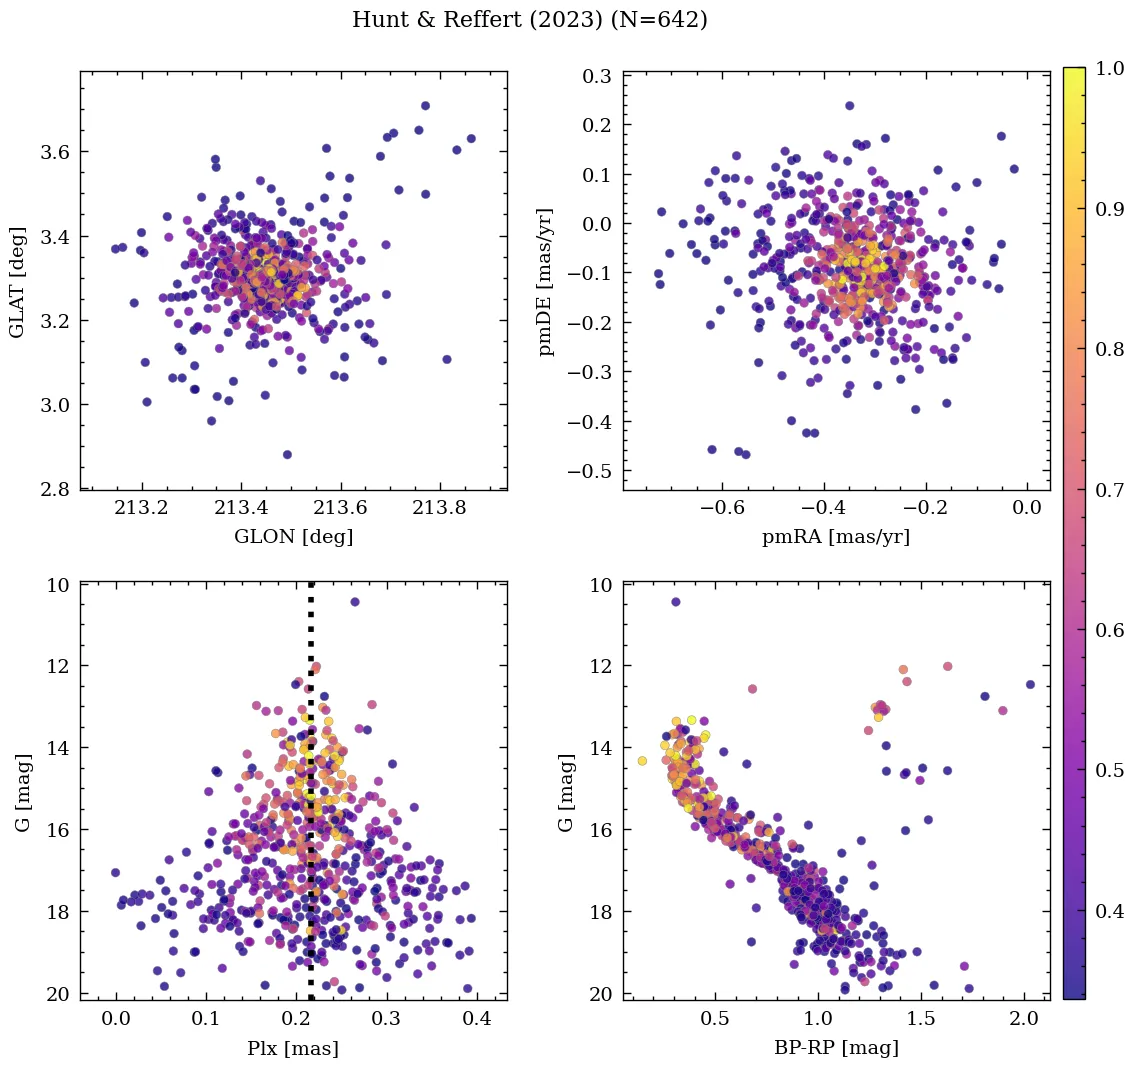 Hunt & Reffert (2023) (N=642)
GLAT [deg]
3.6
3.4
3.2
3.0
2.8
213.2 213.4 213.6 213.8
GLON [deg]
pmDE [mas/yr]
0.3
0.2
0.1
0.0
−0.1
−0.2
−0.3
−0.4
−0.5
−0.6 −0.4 −0.2 0.0
pmRA [mas/yr]
G [mag]
10
12
14
16
18
20
0.0 0.1 0.2 0.3 0.4
Plx [mas]
G [mag]
10
12
14
16
18
20
0.5 1.0 1.5 2.0
BP-RP [mag]
1.0
0.9
0.8
0.7
0.6
0.5
0.4